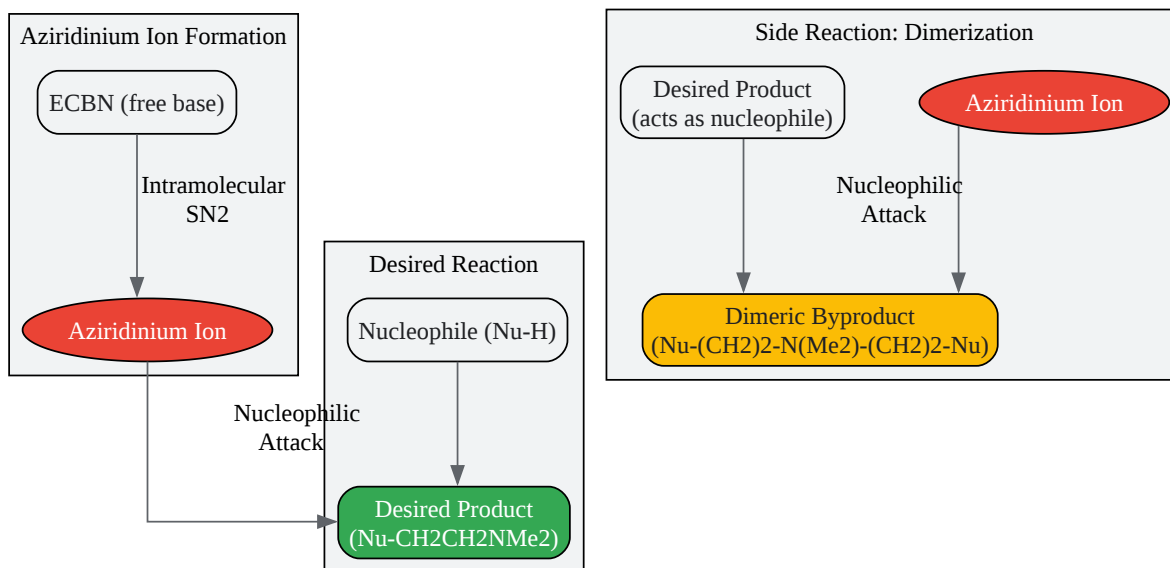 Aziridinium Ion Formation
ECBN (free base)
Intramolecular
SN2
Aziridinium Ion
Desired Reaction
Nucleophile (Nu-H)
Nucleophilic
Attack
Desired Product
(Nu-CH2CH2NMe2)
Side Reaction: Dimerization
Desired Product
(acts as nucleophile)
Aziridinium Ion
Nucleophilic
Attack
Dimeric Byproduct
(Nu-(CH2)2-N(Me2)-(CH2)2-Nu)